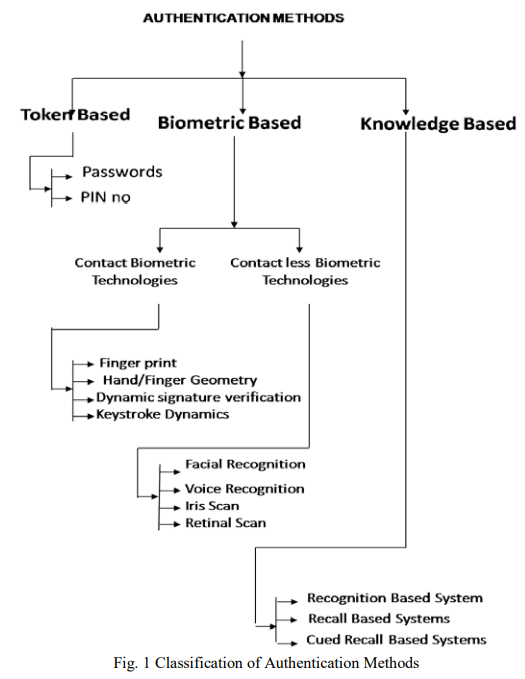 AUTHENTICATION METHODS
Token Based
Biometric Based
Knowledge Based
Passwords
PIN no
Contact Biometric
Technologies
Contact less Biometric
Technologies
Finger print
Hand/Finger Geometry
Dynamic signature verification
Keystroke Dynamics
Facial Recognition
Voice Recognition
Iris Scan
Retinal Scan
Recognition Based System
Recall Based Systems
Cued Recall Based Systems
Fig. 1 Classification of Authentication Methods